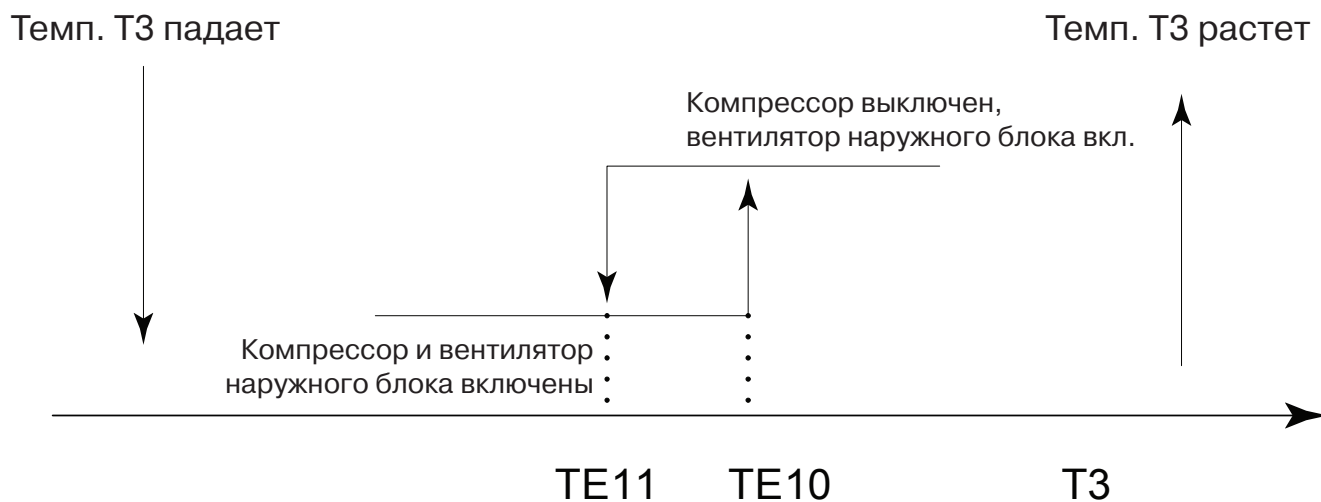 Темп. Т3 падает
Темп. Т3 растет
Компрессор выключен,
вентилятор наружного блока вкл.
Компрессор и вентилятор
наружного блока включены
TE11
TE10
T3